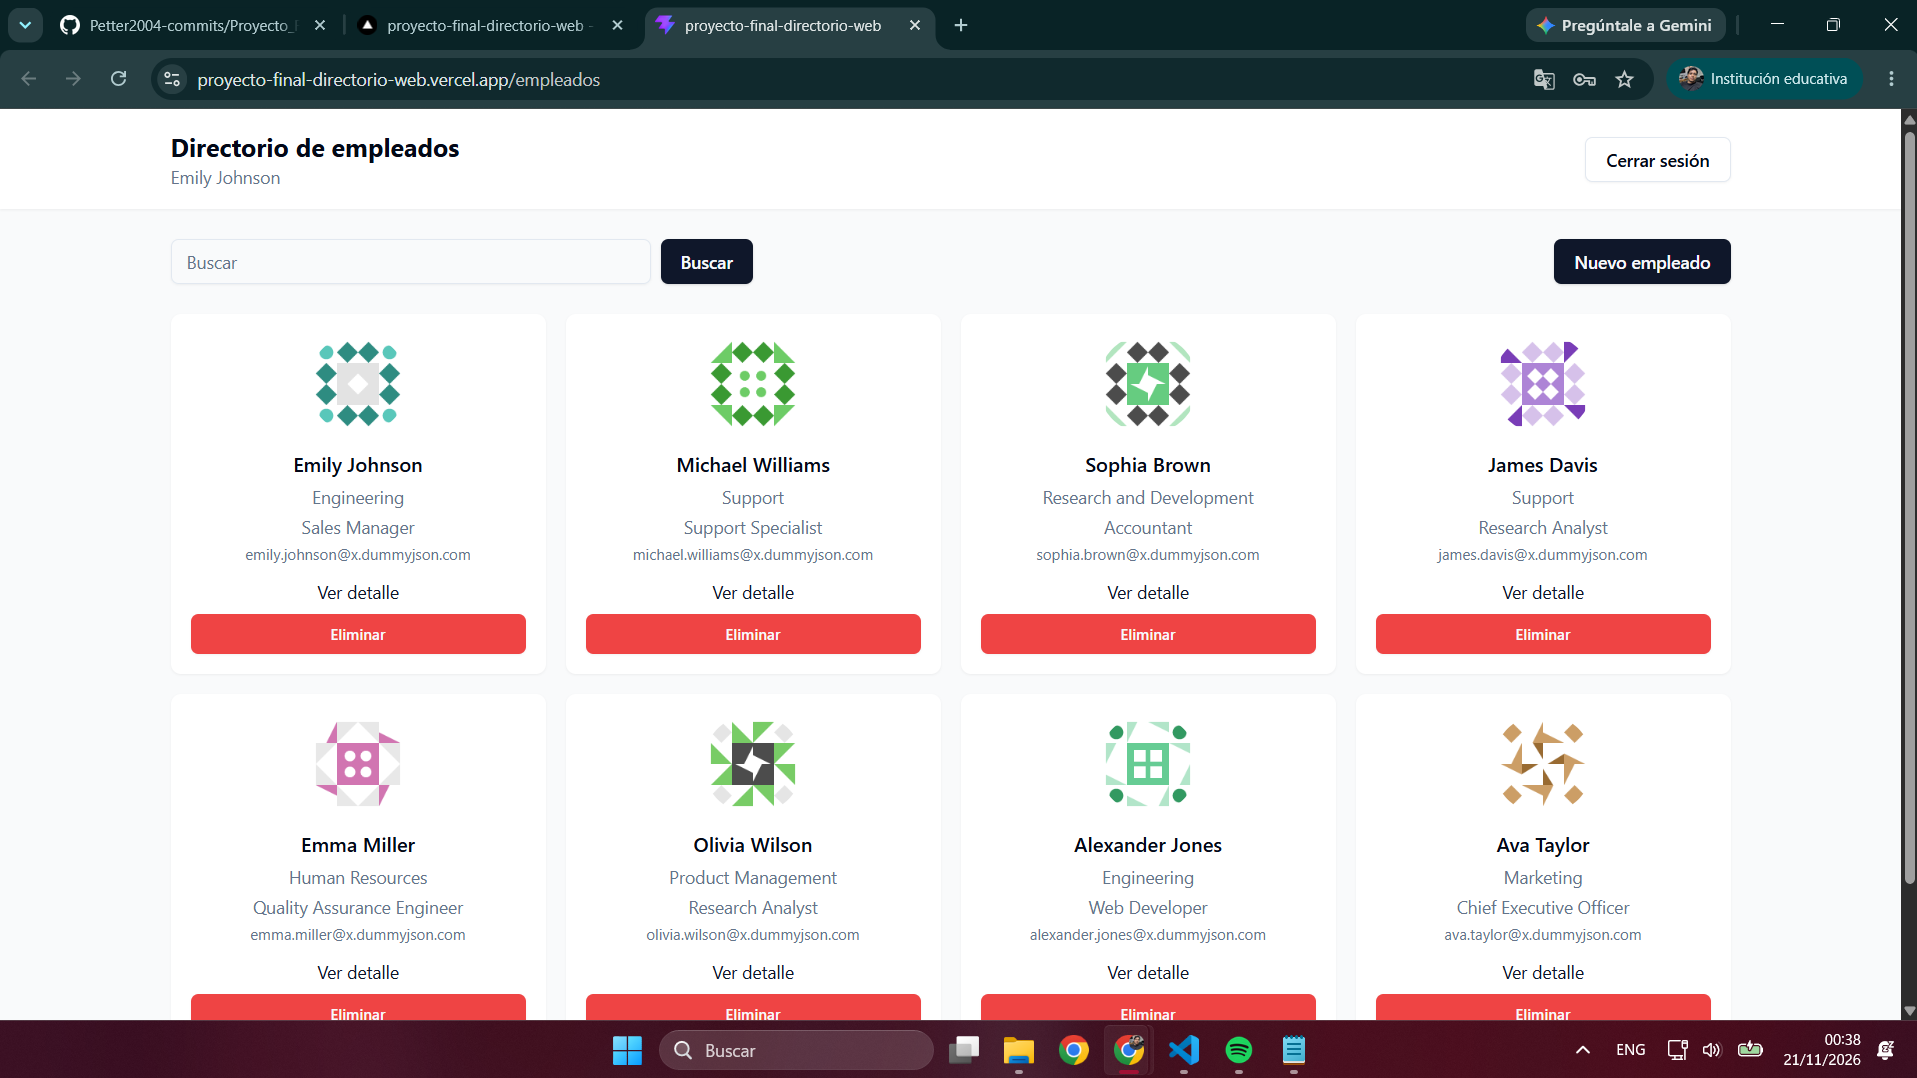 Petter2004-commits/Proyecto_
proyecto-final-directorio-web
proyecto-final-directorio-web
Pregúntale a Gemini
proyecto-final-directorio-web.vercel.app/empleados
Institución educativa
Directorio de empleados
Emily Johnson
Cerrar sesión
Buscar
Buscar
Nuevo empleado
Emily Johnson
Engineering
Sales Manager
emily.johnson@x.dummyjson.com
Ver detalle
Eliminar
Michael Williams
Support
Support Specialist
michael.williams@x.dummyjson.com
Ver detalle
Eliminar
Sophia Brown
Research and Development
Accountant
sophia.brown@x.dummyjson.com
Ver detalle
Eliminar
James Davis
Support
Research Analyst
james.davis@x.dummyjson.com
Ver detalle
Eliminar
Emma Miller
Human Resources
Quality Assurance Engineer
emma.miller@x.dummyjson.com
Ver detalle
Eliminar
Olivia Wilson
Product Management
Research Analyst
olivia.wilson@x.dummyjson.com
Ver detalle
Eliminar
Alexander Jones
Engineering
Web Developer
alexander.jones@x.dummyjson.com
Ver detalle
Eliminar
Ava Taylor
Marketing
Chief Executive Officer
ava.taylor@x.dummyjson.com
Ver detalle
Eliminar
Buscar
ENG
00:38
21/11/2026